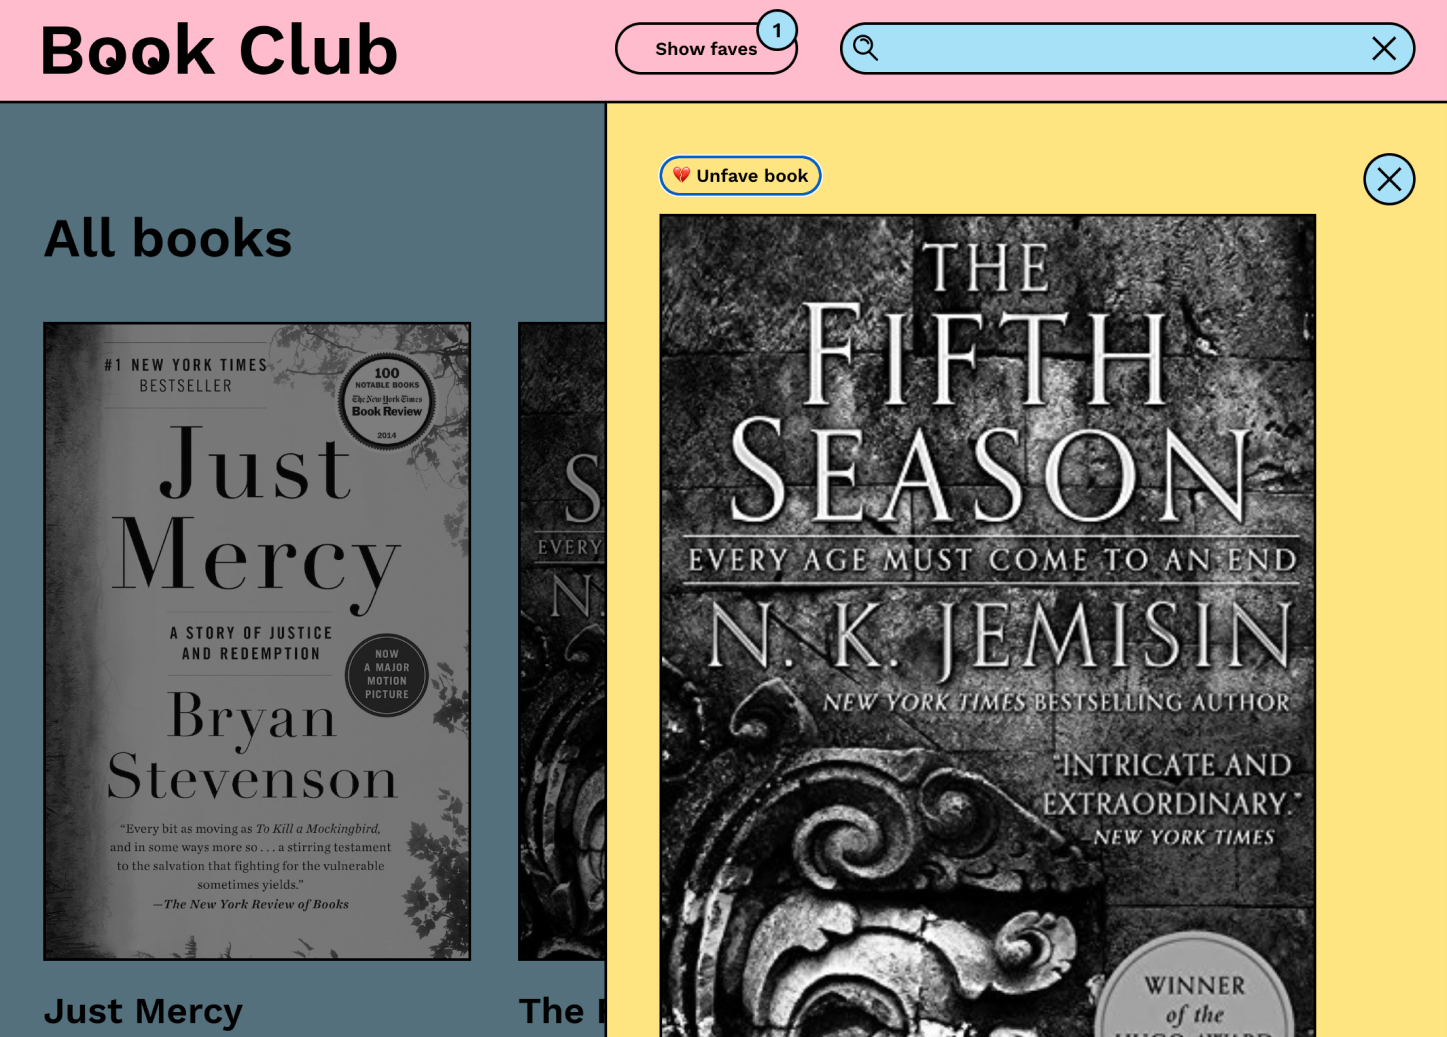 Book Club
Show faves
1
All books
#1 NEW YORK TIMES
BESTSELLER
100
NOTABLE BOOKS
The New York Times
Book Review
2014
Just
Mercy
A STORY OF JUSTICE
AND REDEMPTION
NOW
A MAJOR
MOTION
PICTURE
Bryan
Stevenson
“Every bit as moving as To Kill a Mockingbird,
and in some ways more so . . . a stirring testament
to the salvation that fighting for the vulnerable
sometimes yields.”
—The New York Review of Books
Just Mercy
S
EVERY
N.
The
💔 Unfave book
THE
FIFTH
SEASON
EVERY AGE MUST COME TO AN END
N. K. JEMISIN
NEW YORK TIMES BESTSELLING AUTHOR
"INTRICATE AND
EXTRAORDINARY."
—NEW YORK TIMES
WINNER
of the
HUGO AWARD